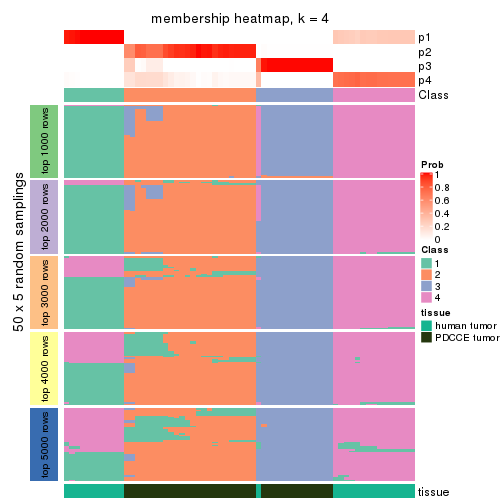 membership heatmap, k = 4
p1
p2
p3
p4
Class
50 x 5 random samplings
top 1000 rows
top 2000 rows
top 3000 rows
top 4000 rows
top 5000 rows
tissue
Prob
1
0.8
0.6
0.4
0.2
0
Class
1
2
3
4
tissue
human tumor
PDCCE tumor